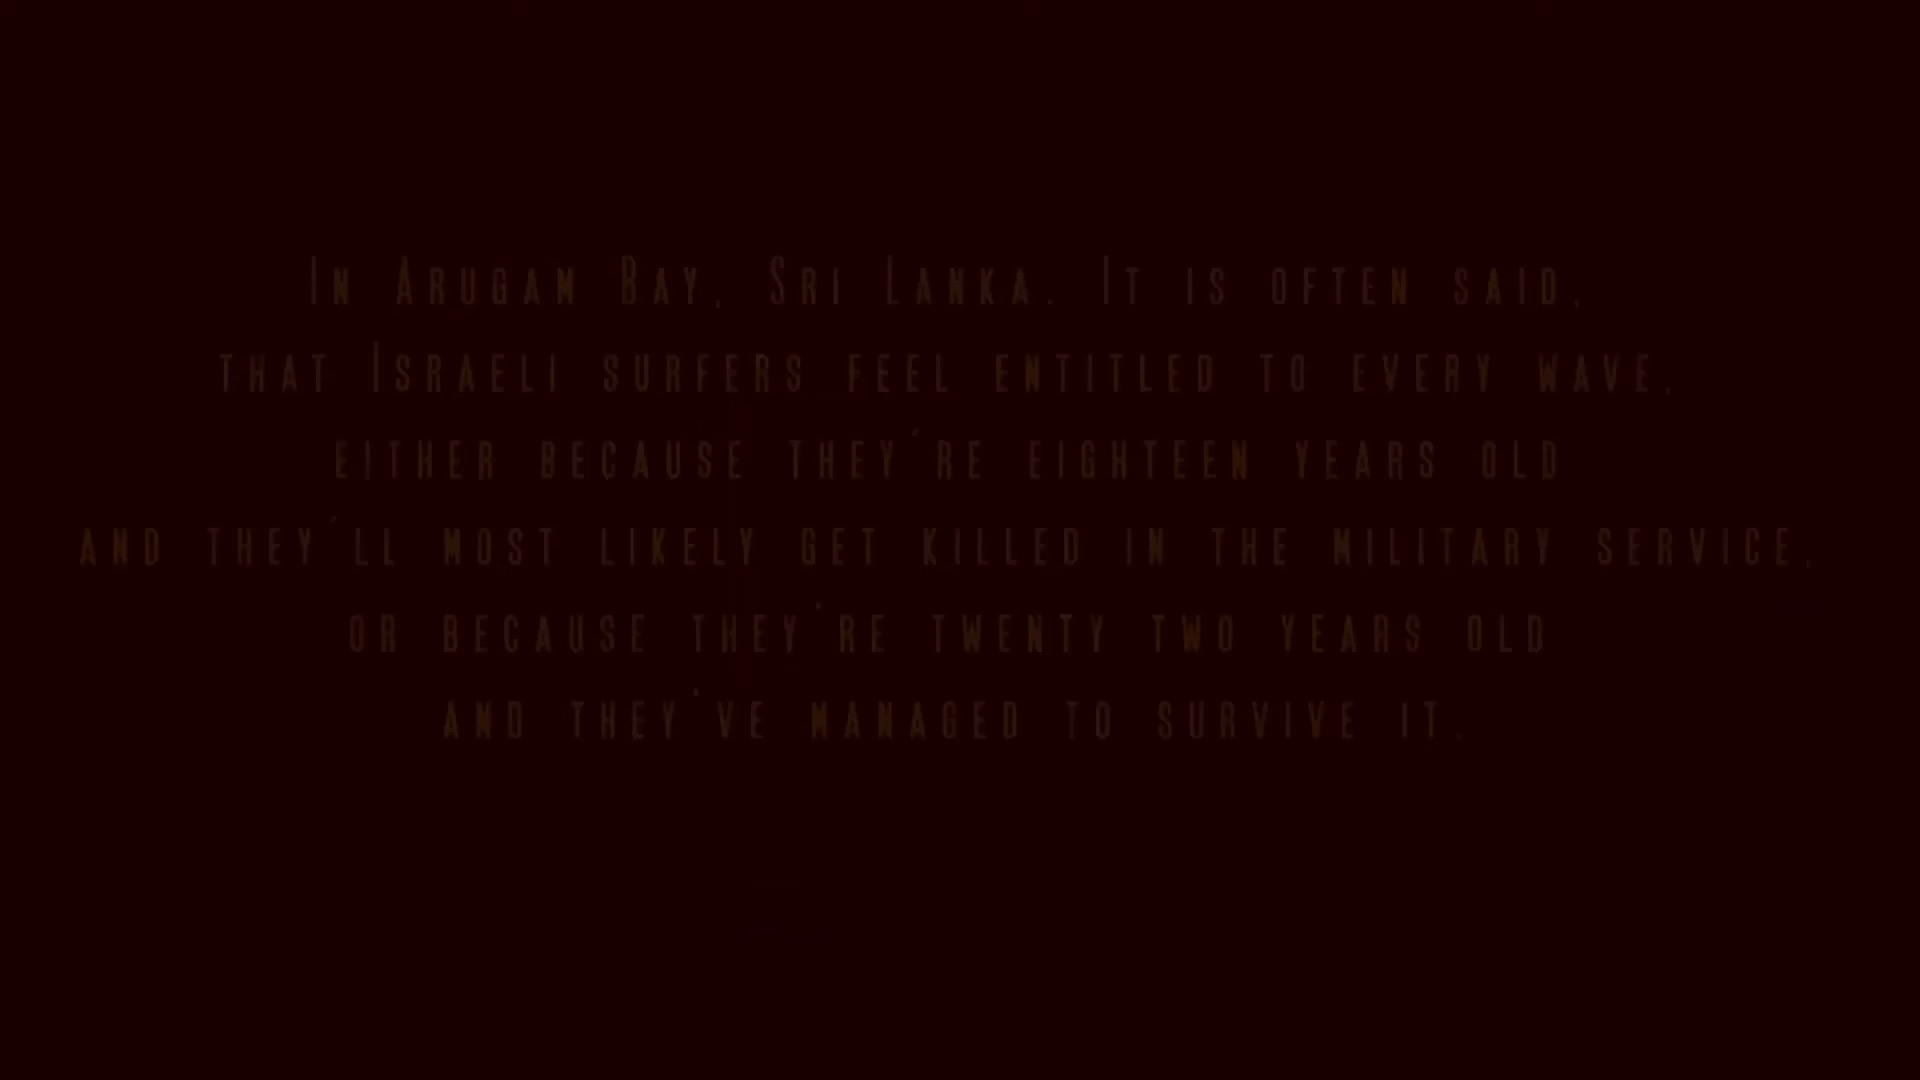 In Arugam Bay, Sri Lanka. It is often said,
that Israeli surfers feel entitled to every wave,
either because they're eighteen years old
and they'll most likely get killed in the military service,
or because they're twenty two years old
and they've managed to survive it.